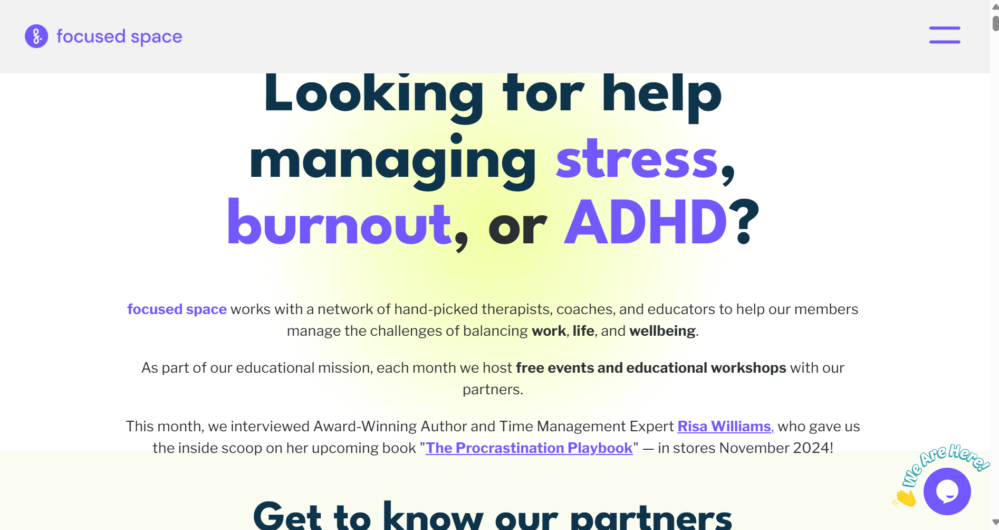 focused space
Looking for help
managing stress,
burnout, or ADHD?
focused space works with a network of hand-picked therapists, coaches, and educators to help our members
manage the challenges of balancing work, life, and wellbeing.
As part of our educational mission, each month we host free events and educational workshops with our
partners.
This month, we interviewed Award-Winning Author and Time Management Expert Risa Williams, who gave us
the inside scoop on her upcoming book "The Procrastination Playbook" — in stores November 2024!
We Are Here!
Get to know our partners